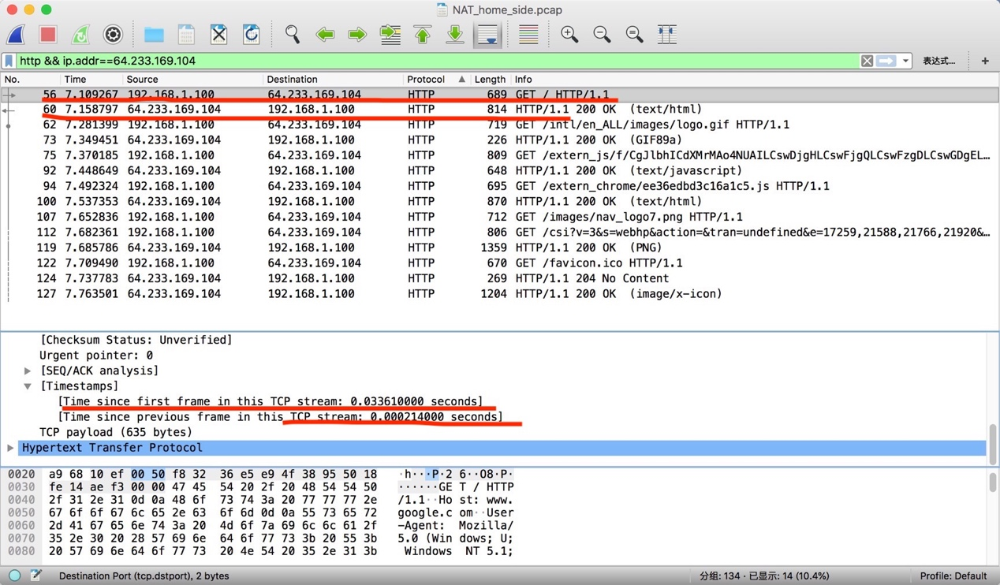 NAT_home_side.pcap
http && ip.addr==64.233.169.104 表达式… +
No. Time Source Destination Protocol Length Info
56 7.109267 192.168.1.100 64.233.169.104 HTTP 689 GET / HTTP/1.1
60 7.158797 64.233.169.104 192.168.1.100 HTTP 814 HTTP/1.1 200 OK (text/html)
62 7.281399 192.168.1.100 64.233.169.104 HTTP 719 GET /intl/en_ALL/images/logo.gif HTTP/1.1
73 7.349451 64.233.169.104 192.168.1.100 HTTP 226 HTTP/1.1 200 OK (GIF89a)
75 7.370185 192.168.1.100 64.233.169.104 HTTP 809 GET /extern_js/f/CgJlbhICdXMrMAo4NUAILCswDjgHLCswFjgQLCswFzgDLCswGDgEL…
92 7.448649 64.233.169.104 192.168.1.100 HTTP 648 HTTP/1.1 200 OK (text/javascript)
94 7.492324 192.168.1.100 64.233.169.104 HTTP 695 GET /extern_chrome/ee36edbd3c16a1c5.js HTTP/1.1
100 7.537353 64.233.169.104 192.168.1.100 HTTP 870 HTTP/1.1 200 OK (text/html)
107 7.652836 192.168.1.100 64.233.169.104 HTTP 712 GET /images/nav_logo7.png HTTP/1.1
112 7.682361 192.168.1.100 64.233.169.104 HTTP 806 GET /csi?v=3&s=webhp&action=&tran=undefined&e=17259,21588,21766,21920&…
119 7.685786 64.233.169.104 192.168.1.100 HTTP 1359 HTTP/1.1 200 OK (PNG)
122 7.709490 192.168.1.100 64.233.169.104 HTTP 670 GET /favicon.ico HTTP/1.1
124 7.737783 64.233.169.104 192.168.1.100 HTTP 269 HTTP/1.1 204 No Content
127 7.763501 64.233.169.104 192.168.1.100 HTTP 1204 HTTP/1.1 200 OK (image/x-icon)
[Checksum Status: Unverified]
Urgent pointer: 0
[SEQ/ACK analysis]
[Timestamps]
[Time since first frame in this TCP stream: 0.033610000 seconds]
[Time since previous frame in this TCP stream: 0.000214000 seconds]
TCP payload (635 bytes)
Hypertext Transfer Protocol
0020 a9 68 10 ef 00 50 f8 32 36 e5 e9 4f 38 95 50 18 ·h···P·2 6··O8·P·
0030 fe 14 ae f3 00 00 47 45 54 20 2f 20 48 54 54 50 ······GE T / HTTP
0040 2f 31 2e 31 0d 0a 48 6f 73 74 3a 20 77 77 77 2e /1.1··Ho st: www.
0050 67 6f 6f 67 6c 65 2e 63 6f 6d 0d 0a 55 73 65 72 google.c om··User
0060 2d 41 67 65 6e 74 3a 20 4d 6f 7a 69 6c 6c 61 2f -Agent: Mozilla/
0070 35 2e 30 20 28 57 69 6e 64 6f 77 73 3b 20 55 3b 5.0 (Win dows; U;
0080 20 57 69 6e 64 6f 77 73 20 4e 54 20 35 2e 31 3b Windows NT 5.1;
Destination Port (tcp.dstport), 2 bytes 分组: 134 · 已显示: 14 (10.4%) Profile: Default